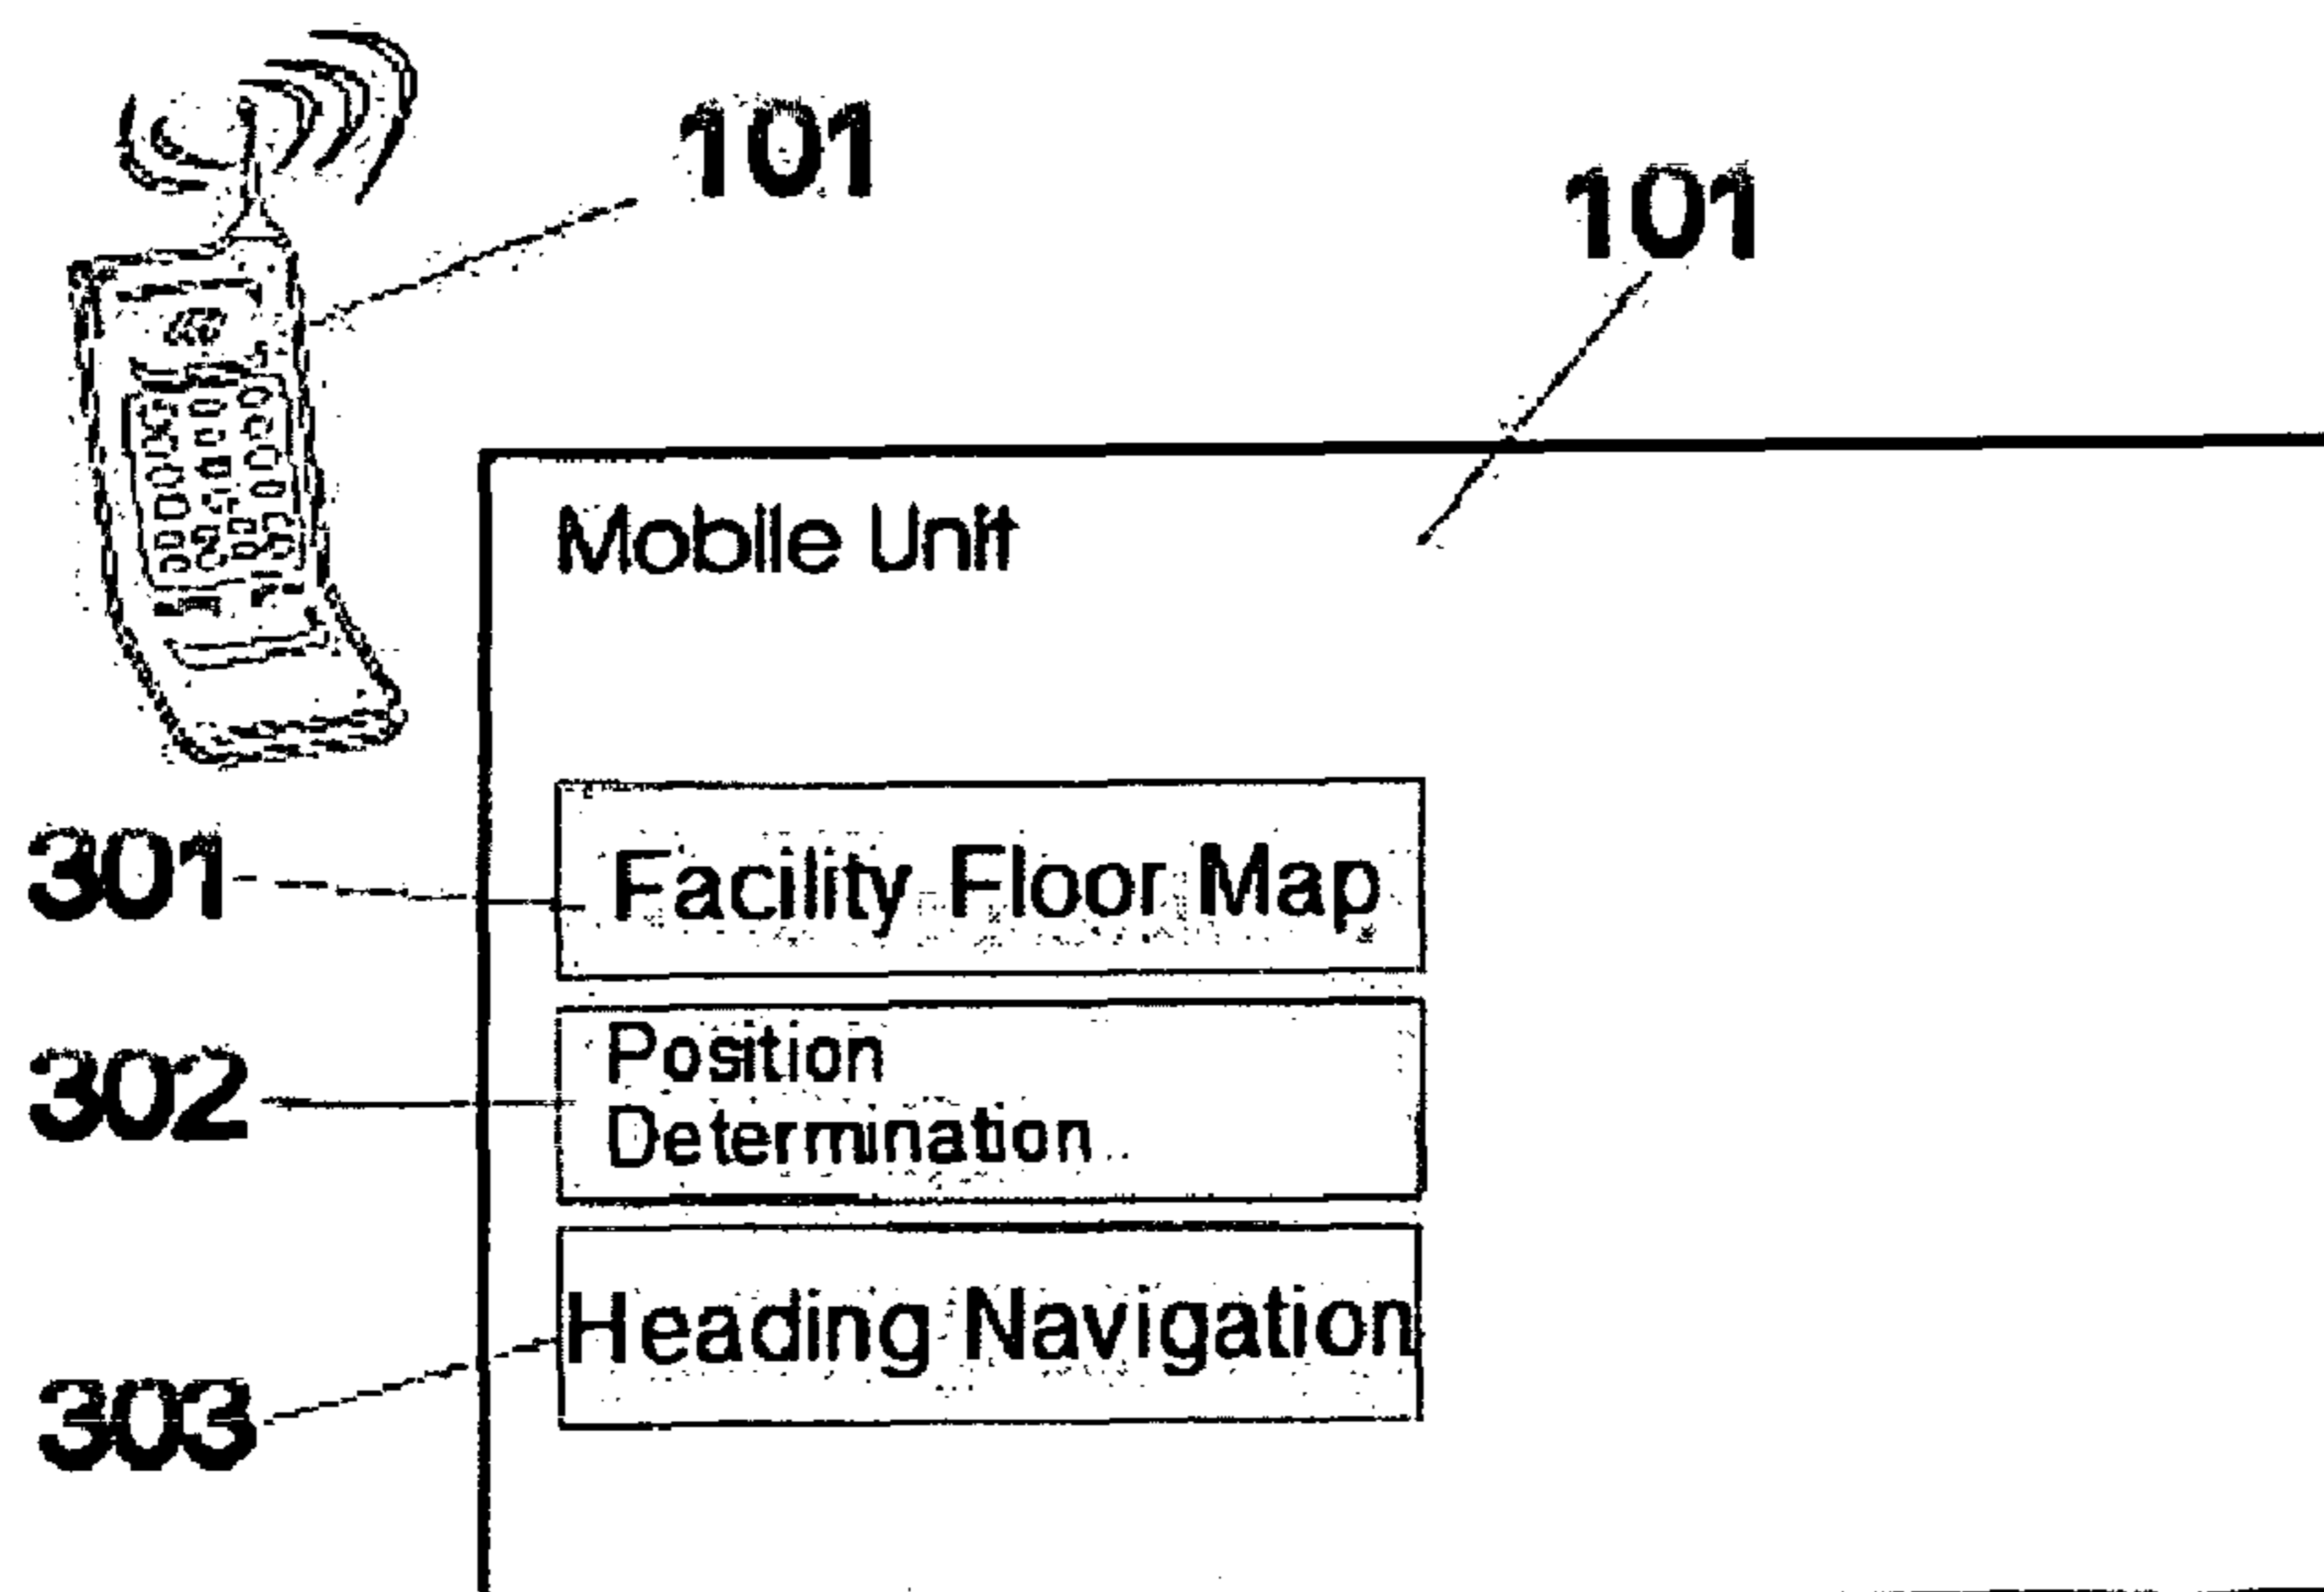 101
101
Mobile Unit
301
Facility Floor Map
302
Position
Determination
Heading Navigation
303